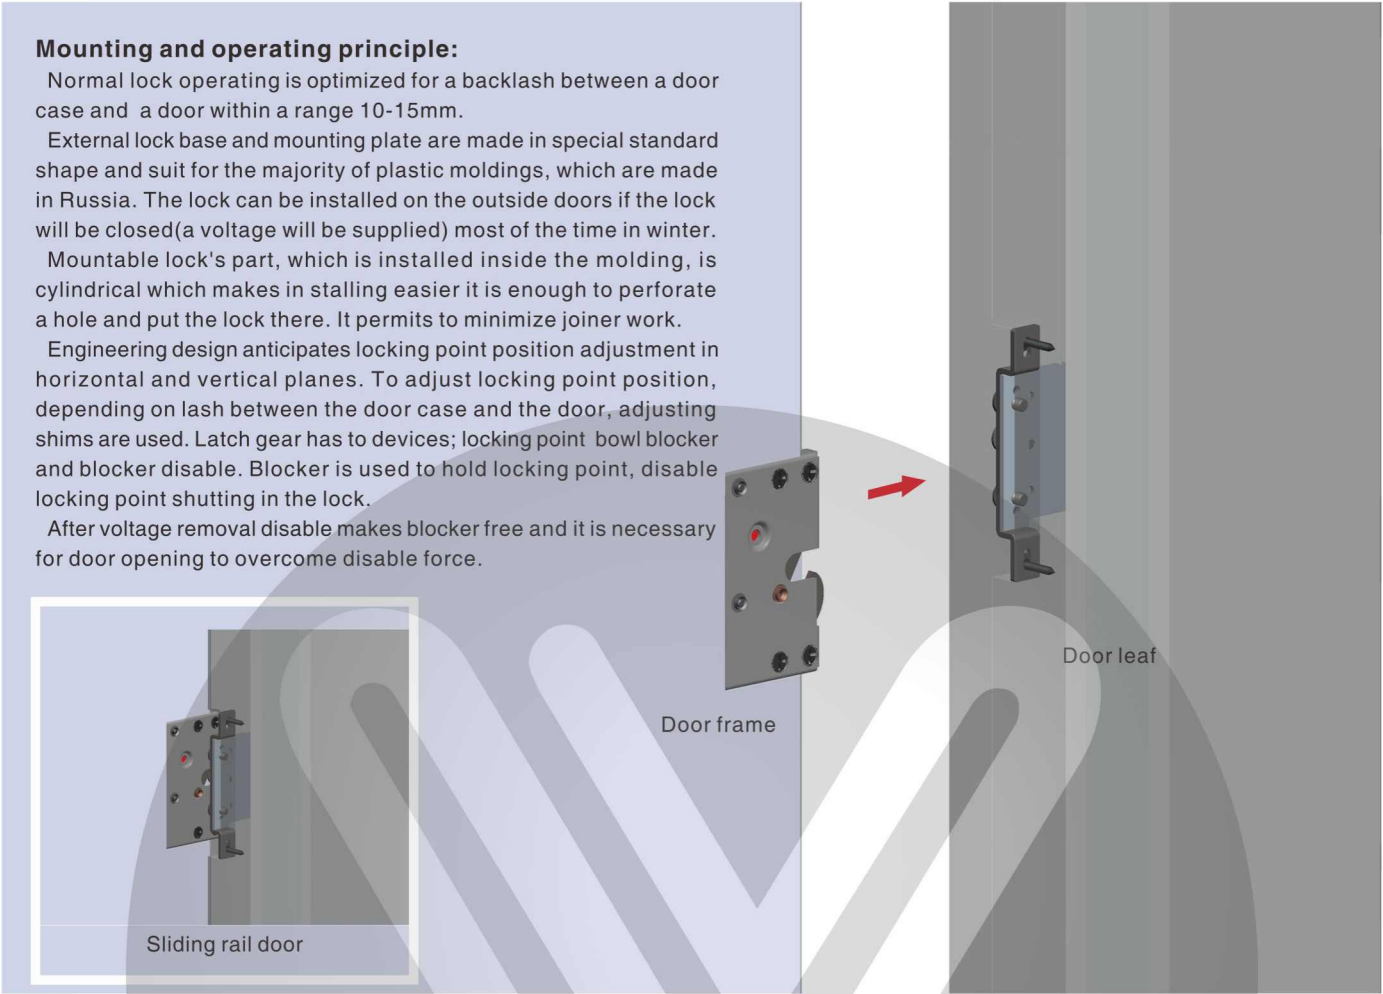 Mounting and operating principle:
Normal lock operating is optimized for a backlash between a door
case and a door within a range 10-15mm.
External lock base and mounting plate are made in special standard
shape and suit for the majority of plastic moldings, which are made
in Russia. The lock can be installed on the outside doors if the lock
will be closed(a voltage will be supplied) most of the time in winter.
Mountable lock's part, which is installed inside the molding, is
cylindrical which makes in stalling easier it is enough to perforate
a hole and put the lock there. It permits to minimize joiner work.
Engineering design anticipates locking point position adjustment in
horizontal and vertical planes. To adjust locking point position,
depending on lash between the door case and the door, adjusting
shims are used. Latch gear has to devices; locking point bowl blocker
and blocker disable. Blocker is used to hold locking point, disable
locking point shutting in the lock.
After voltage removal disable makes blocker free and it is necessary
for door opening to overcome disable force.
Door leaf
Door frame
Sliding rail door